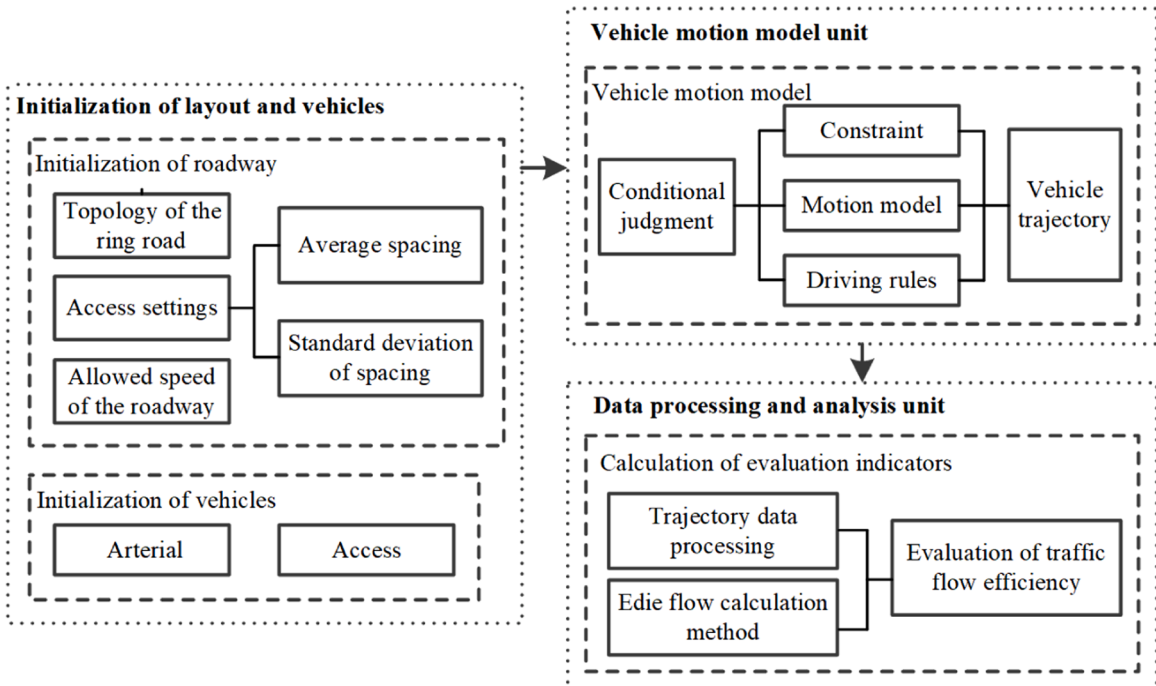 Initialization of layout and vehicles
Initialization of roadway
Topology of the
ring road
Access settings
Allowed speed
of the roadway
Average spacing
Standard deviation
of spacing
Initialization of vehicles
Arterial
Access
Vehicle motion model unit
Vehicle motion model
Conditional
judgment
Constraint
Motion model
Driving rules
Vehicle
trajectory
Data processing and analysis unit
Calculation of evaluation indicators
Trajectory data
processing
Edie flow calculation
method
Evaluation of traffic
flow efficiency